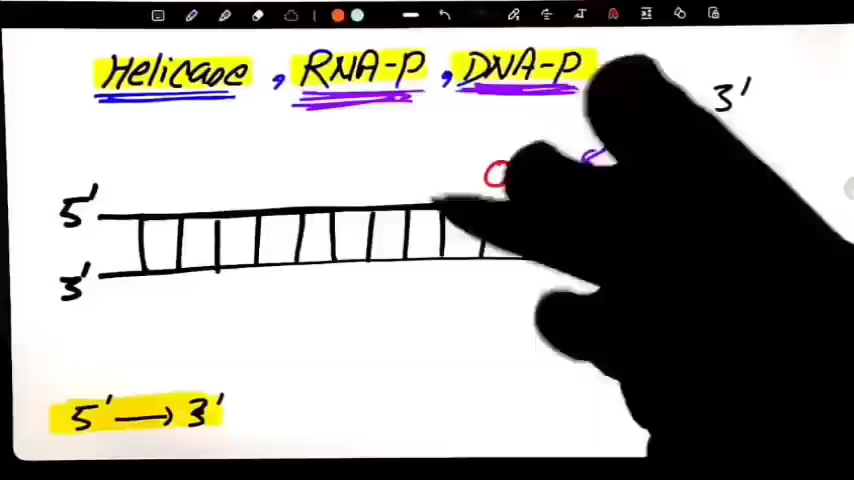 Helicase, RNA-P, DNA-P
3'
5'
3'
5' → 3'